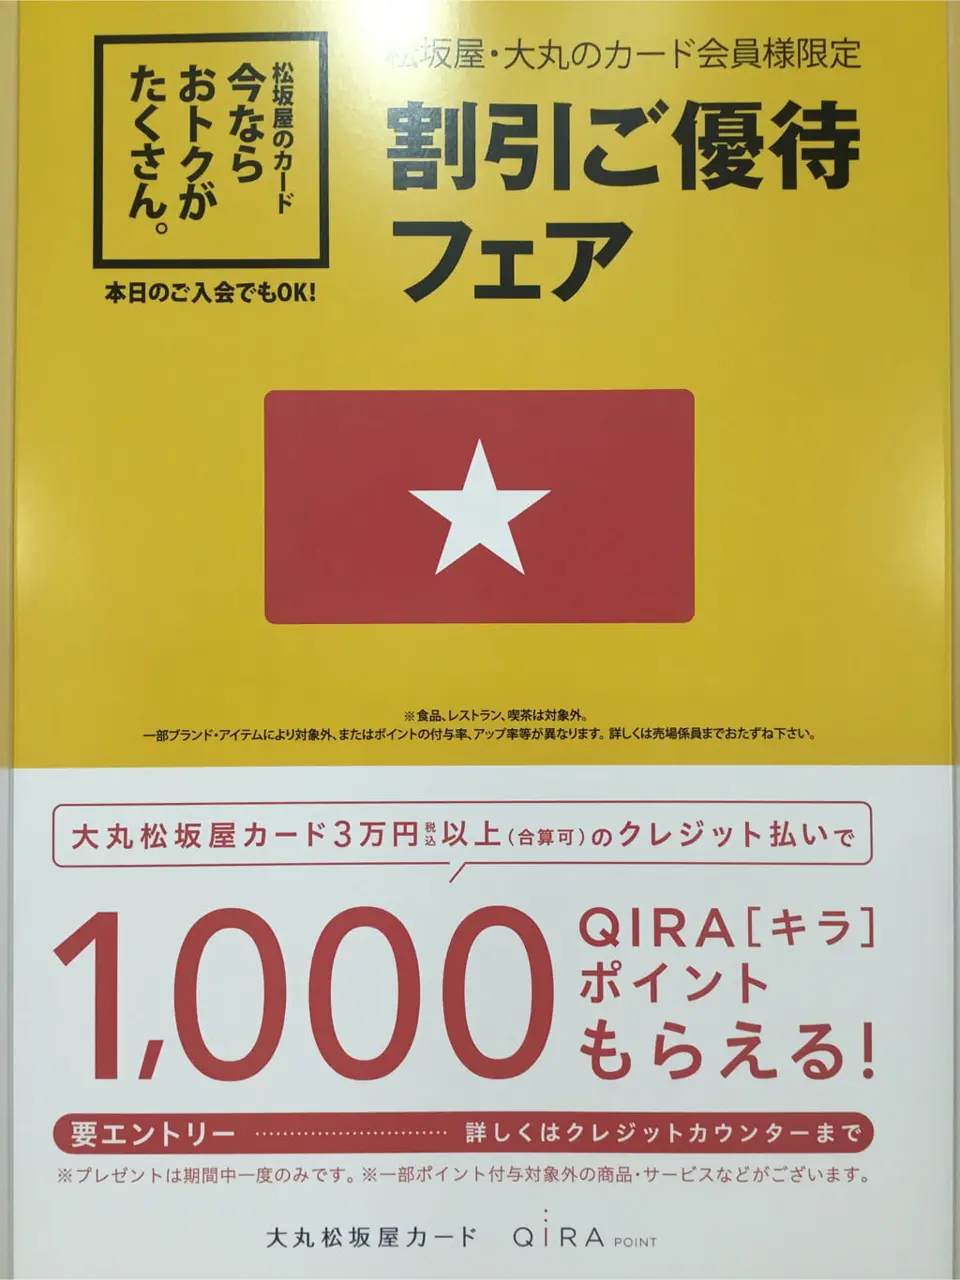 松坂屋のカード
今なら
おトクが
たくさん。
本日のご入会でもOK!
松坂屋・大丸のカード会員様限定
割引ご優待
フェア
※食品、レストラン、喫茶は対象外。
一部ブランド・アイテムにより対象外、またはポイントの付与率、アップ率等が異なります。詳しくは売場係員までおたずね下さい。
大丸松坂屋カード3万円税込以上(合算可)のクレジット払いで
1,000
QIRA[キラ]
ポイント
もらえる!
要エントリー ……………………… 詳しくはクレジットカウンターまで
※プレゼントは期間中一度のみです。※一部ポイント付与対象外の商品・サービスなどがございます。
大丸松坂屋カード QiRA POINT